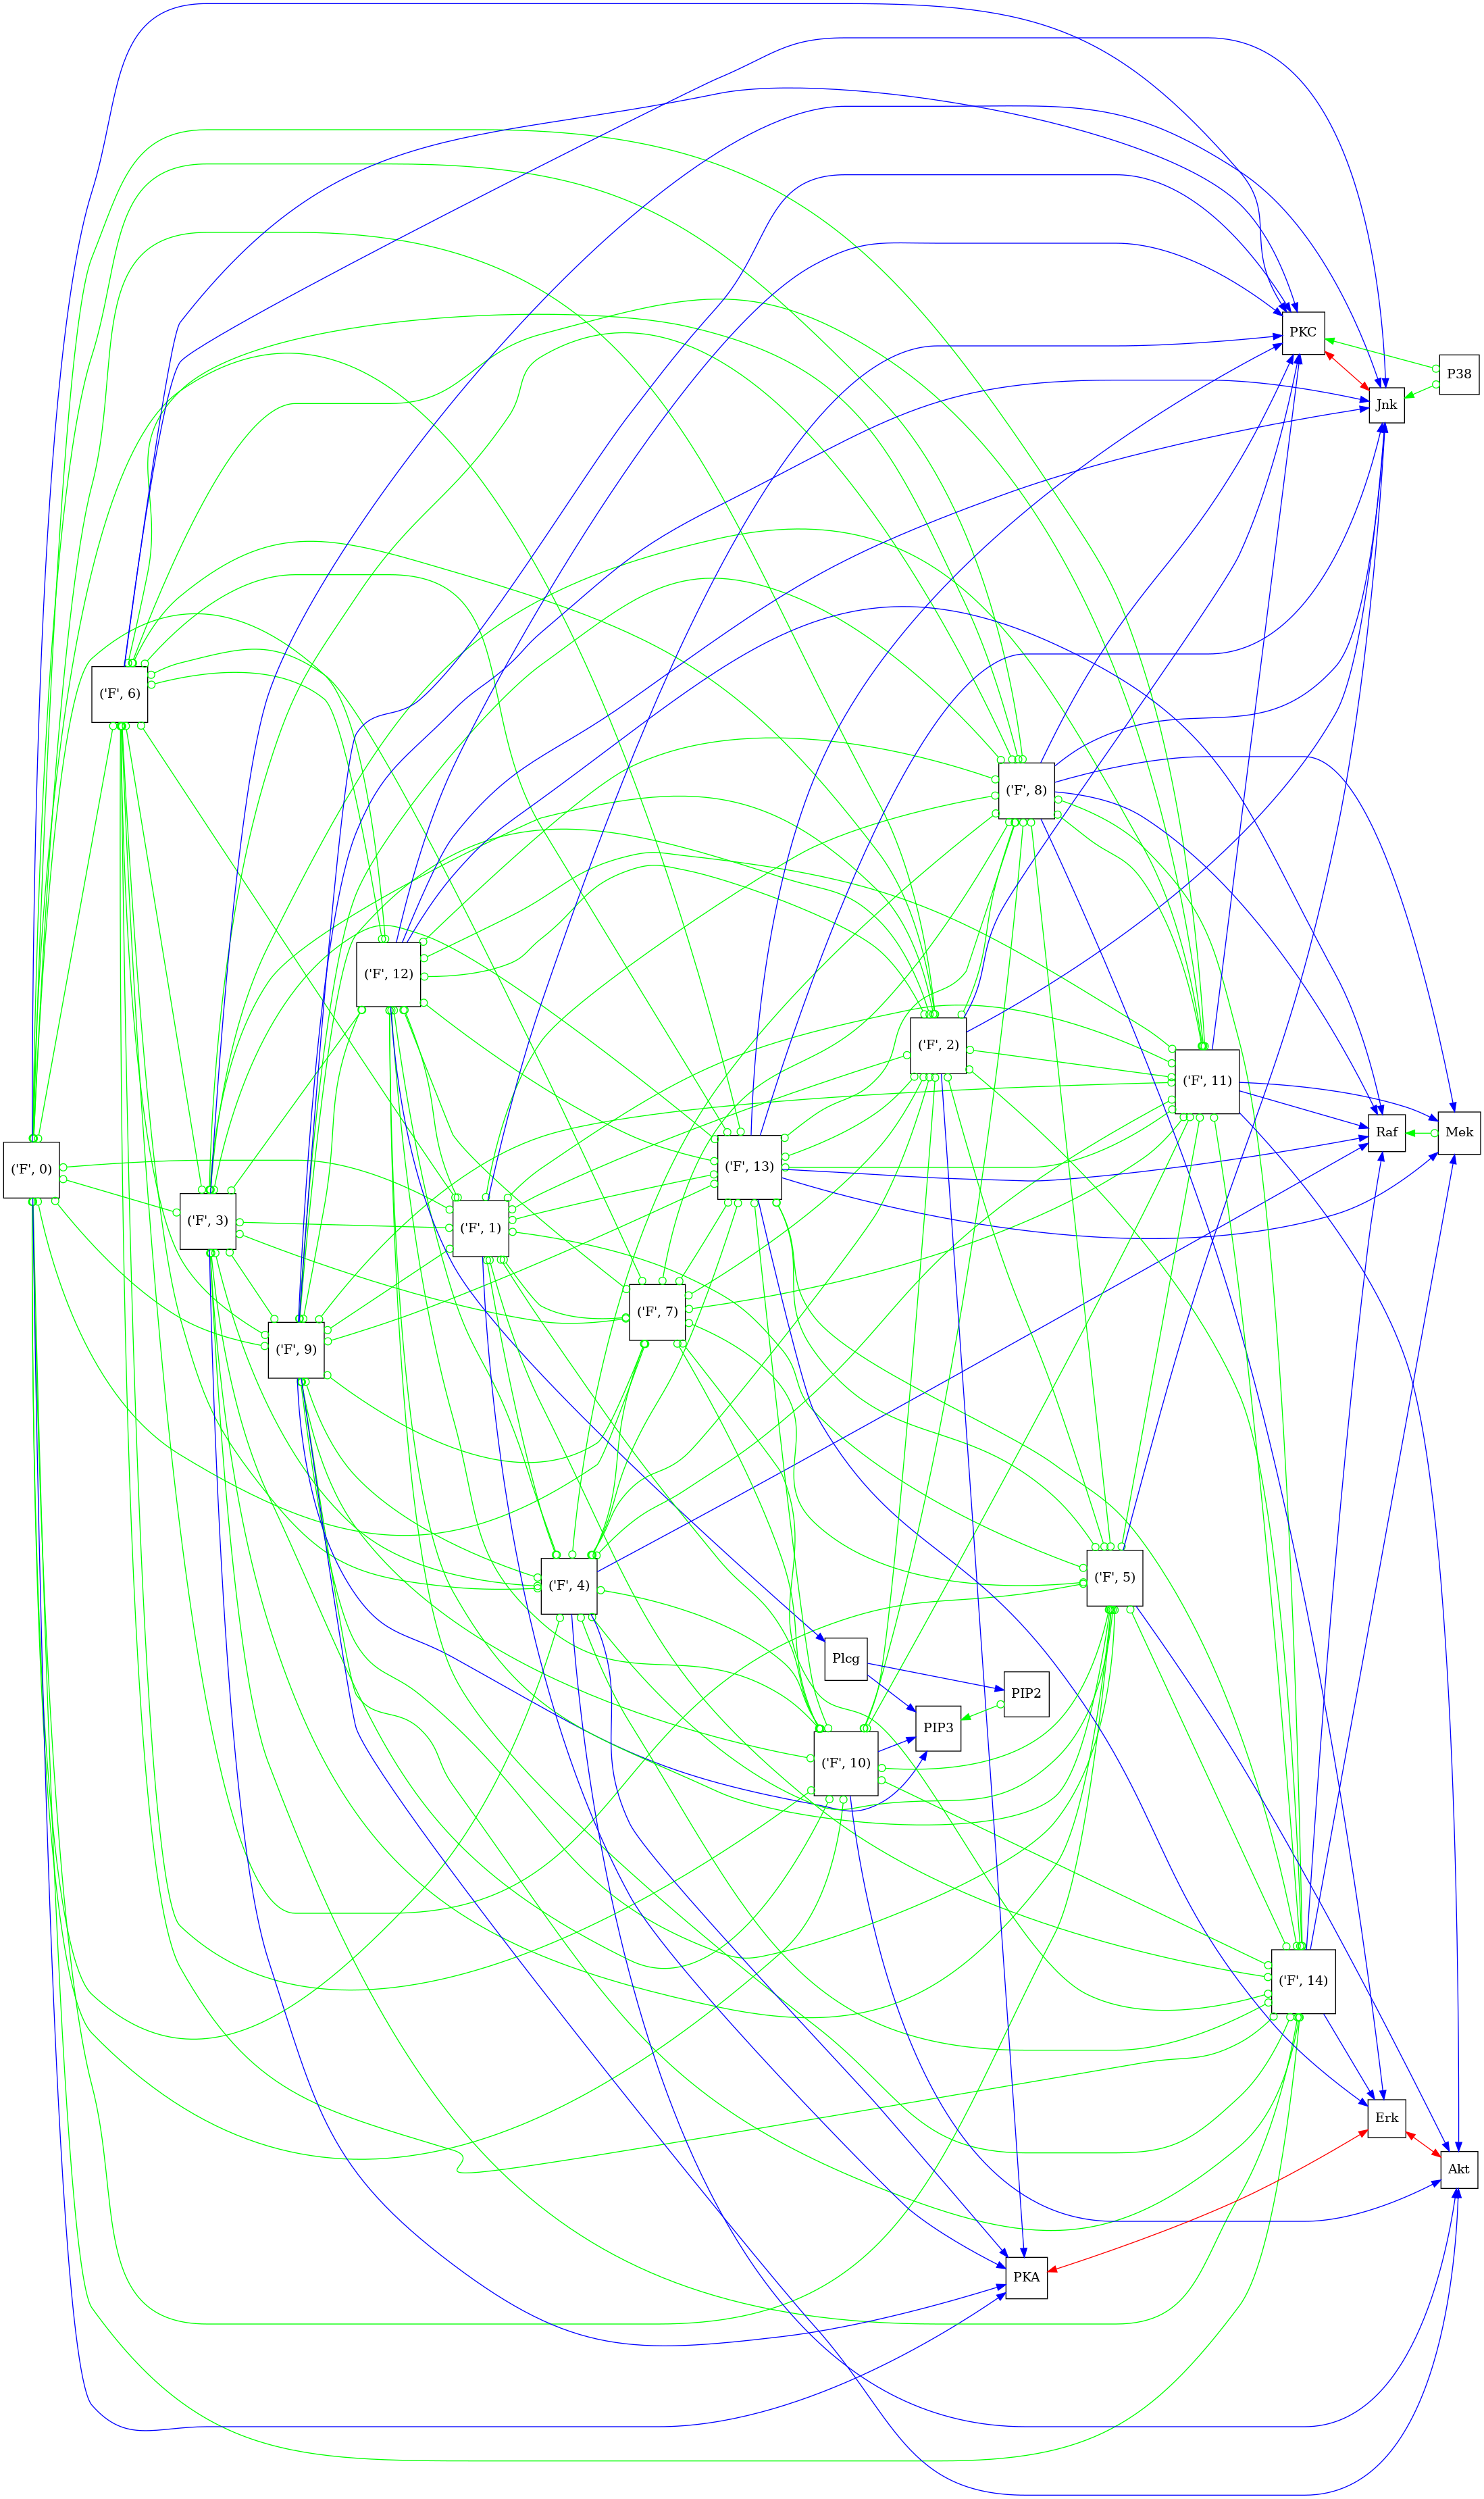 PKC
P38
Jnk
('F', 6)
('F', 8)
('F', 12)
('F', 2)
('F', 11)
Raf
Mek
('F', 0)
('F', 13)
('F', 3)
('F', 1)
('F', 7)
('F', 9)
('F', 5)
('F', 4)
Plcg
PIP2
PIP3
('F', 10)
('F', 14)
Erk
Akt
PKA